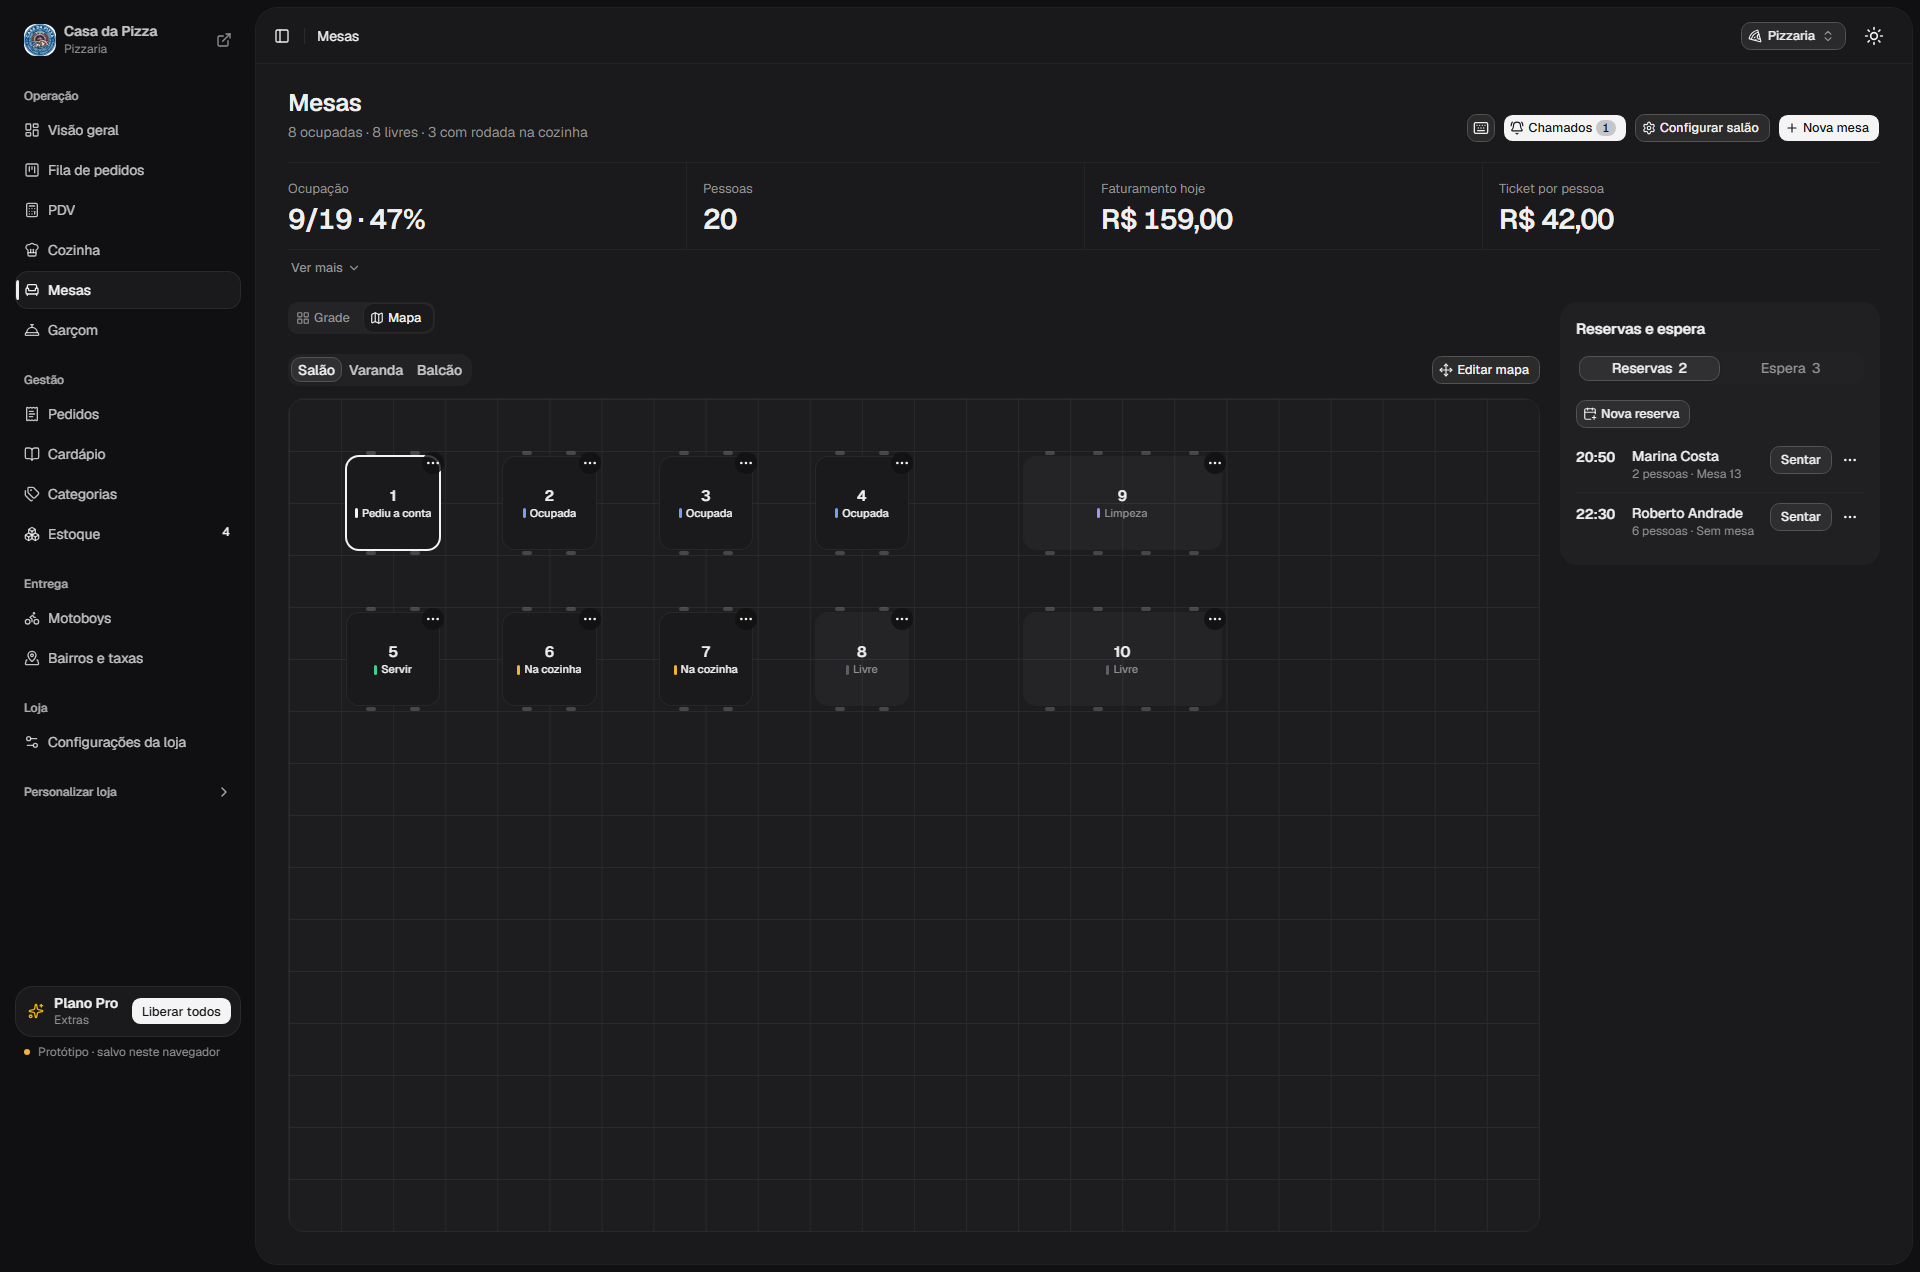 Casa da Pizza
Pizzaria
Operação
Visão geral
Fila de pedidos
PDV
Cozinha
Mesas
Garçom
Gestão
Pedidos
Cardápio
Categorias
Estoque 4
Entrega
Motoboys
Bairros e taxas
Loja
Configurações da loja
Personalizar loja
Plano Pro
Extras
Liberar todos
Protótipo · salvo neste navegador
Mesas
Pizzaria
Mesas
8 ocupadas · 8 livres · 3 com rodada na cozinha
Chamados 1
Configurar salão
Nova mesa
Ocupação
9/19 · 47%
Pessoas
20
Faturamento hoje
R$ 159,00
Ticket por pessoa
R$ 42,00
Ver mais
Grade
Mapa
Salão
Varanda
Balcão
Editar mapa
1
Pediu a conta
2
Ocupada
3
Ocupada
4
Ocupada
9
Limpeza
5
Servir
6
Na cozinha
7
Na cozinha
8
Livre
10
Livre
Reservas e espera
Reservas 2
Espera 3
Nova reserva
20:50
Marina Costa
2 pessoas · Mesa 13
Sentar
22:30
Roberto Andrade
6 pessoas · Sem mesa
Sentar